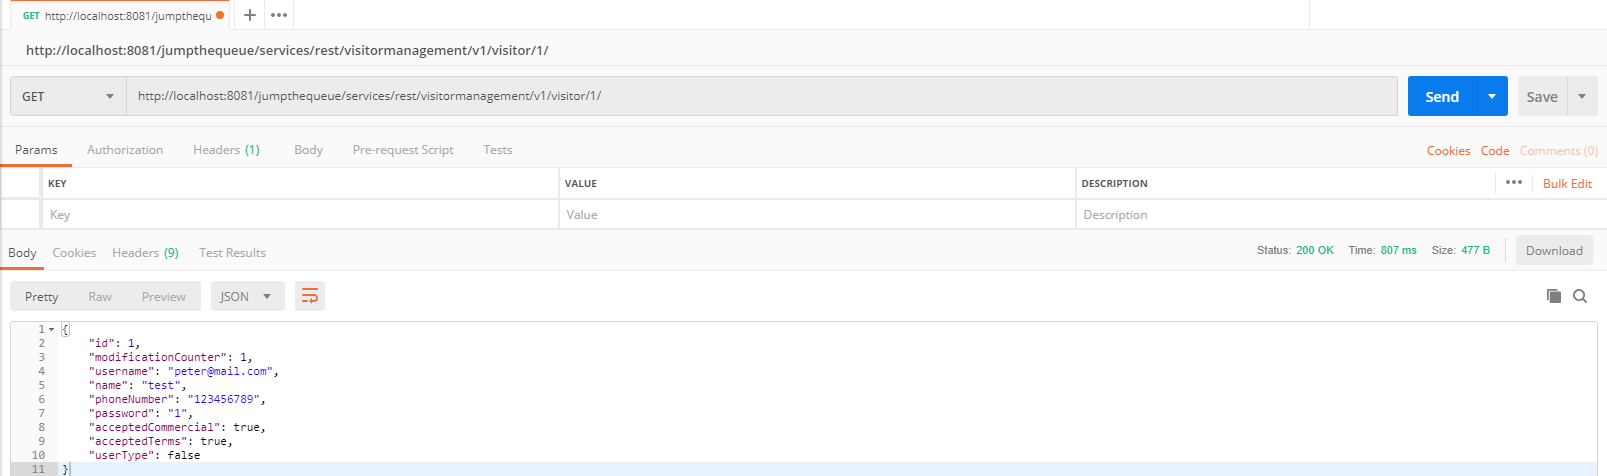 GET http://localhost:8081/jumpthequ
http://localhost:8081/jumpthequeue/services/rest/visitormanagement/v1/visitor/1/
GET http://localhost:8081/jumpthequeue/services/rest/visitormanagement/v1/visitor/1/ Send Save
Params Authorization Headers (1) Body Pre-request Script Tests Cookies Code Comments (0)
KEY VALUE DESCRIPTION ••• Bulk Edit
Key Value Description
Body Cookies Headers (9) Test Results Status: 200 OK Time: 807 ms Size: 477 B Download
Pretty Raw Preview JSON
1 {
2 "id": 1,
3 "modificationCounter": 1,
4 "username": "peter@mail.com",
5 "name": "test",
6 "phoneNumber": "123456789",
7 "password": "1",
8 "acceptedCommercial": true,
9 "acceptedTerms": true,
10 "userType": false
11 }